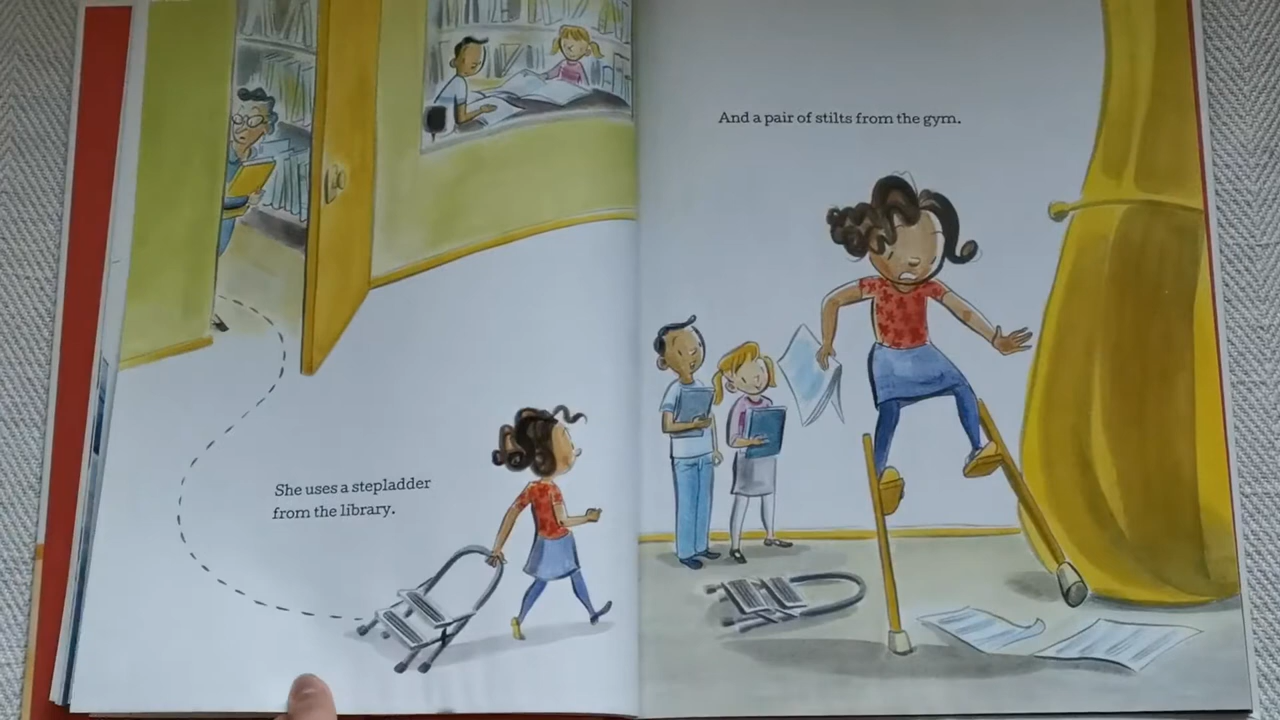 She uses a stepladder
from the library.
And a pair of stilts from the gym.